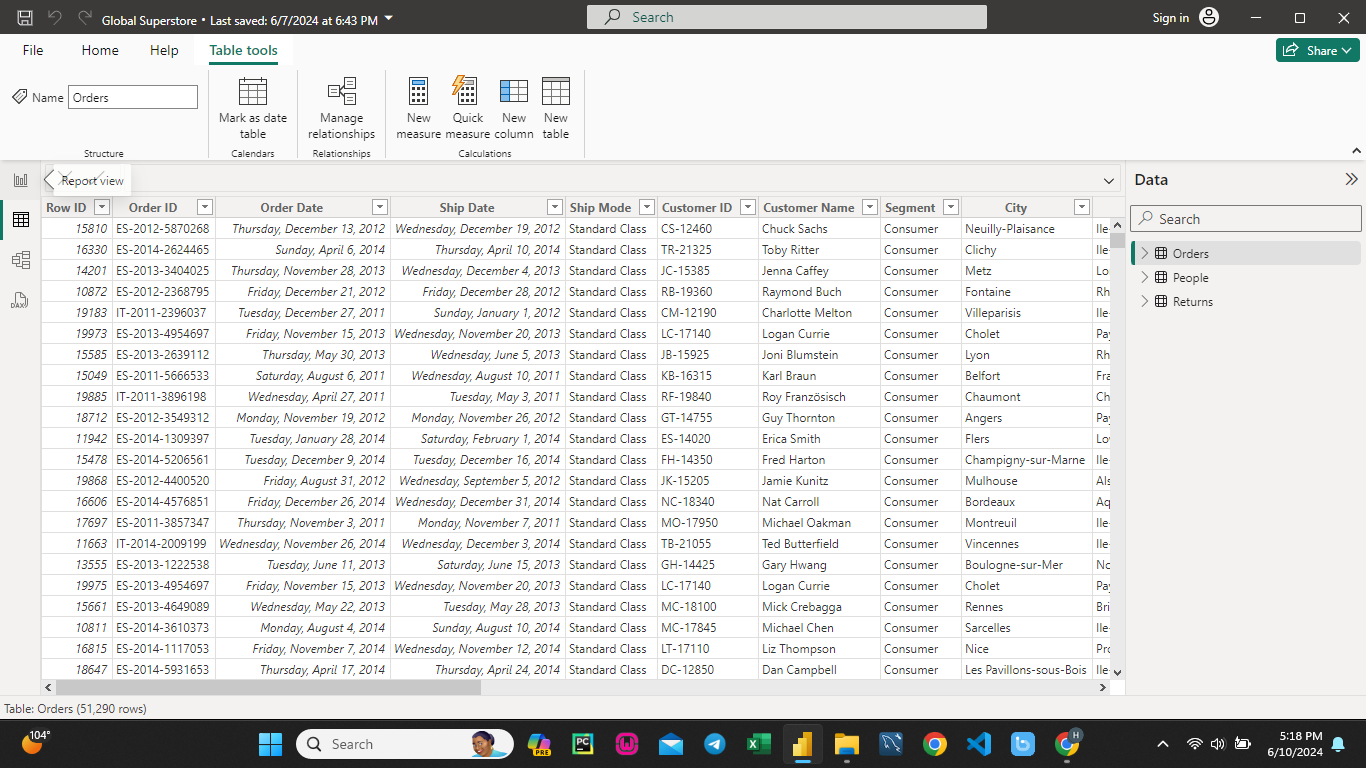 Global Superstore • Last saved: 6/7/2024 at 6:43 PM
Search
Sign in
File Home Help Table tools
Share
Name Orders
Mark as date table
Manage relationships
New measure
Quick measure
New column
New table
Structure Calendars Relationships Calculations
Report view
Data
Search
Orders
People
Returns
Row ID Order ID Order Date Ship Date Ship Mode Customer ID Customer Name Segment City
15810 ES-2012-5870268 Thursday, December 13, 2012 Wednesday, December 19, 2012 Standard Class CS-12460 Chuck Sachs Consumer Neuilly-Plaisance Ile-
16330 ES-2014-2624465 Sunday, April 6, 2014 Thursday, April 10, 2014 Standard Class TR-21325 Toby Ritter Consumer Clichy Ile-
14201 ES-2013-3404025 Thursday, November 28, 2013 Wednesday, December 4, 2013 Standard Class JC-15385 Jenna Caffey Consumer Metz Lo
10872 ES-2012-2368795 Friday, December 21, 2012 Friday, December 28, 2012 Standard Class RB-19360 Raymond Buch Consumer Fontaine Rh
19183 IT-2011-2396037 Tuesday, December 27, 2011 Sunday, January 1, 2012 Standard Class CM-12190 Charlotte Melton Consumer Villeparisis Ile-
19973 ES-2013-4954697 Friday, November 15, 2013 Wednesday, November 20, 2013 Standard Class LC-17140 Logan Currie Consumer Cholet Pay
15585 ES-2013-2639112 Thursday, May 30, 2013 Wednesday, June 5, 2013 Standard Class JB-15925 Joni Blumstein Consumer Lyon Rh
15049 ES-2011-5666533 Saturday, August 6, 2011 Wednesday, August 10, 2011 Standard Class KB-16315 Karl Braun Consumer Belfort Fra
19885 IT-2011-3896198 Wednesday, April 27, 2011 Tuesday, May 3, 2011 Standard Class RF-19840 Roy Französisch Consumer Chaumont Ch
18712 ES-2012-3549312 Monday, November 19, 2012 Monday, November 26, 2012 Standard Class GT-14755 Guy Thornton Consumer Angers Pay
11942 ES-2014-1309397 Tuesday, January 28, 2014 Saturday, February 1, 2014 Standard Class ES-14020 Erica Smith Consumer Flers Lov
15478 ES-2014-5206561 Tuesday, December 9, 2014 Tuesday, December 16, 2014 Standard Class FH-14350 Fred Harton Consumer Champigny-sur-Marne Ile-
19868 ES-2012-4400520 Friday, August 31, 2012 Wednesday, September 5, 2012 Standard Class JK-15205 Jamie Kunitz Consumer Mulhouse Als
16606 ES-2014-4576851 Friday, December 26, 2014 Wednesday, December 31, 2014 Standard Class NC-18340 Nat Carroll Consumer Bordeaux Aq
17697 ES-2011-3857347 Thursday, November 3, 2011 Monday, November 7, 2011 Standard Class MO-17950 Michael Oakman Consumer Montreuil Ile-
11663 IT-2014-2009199 Wednesday, November 26, 2014 Wednesday, December 3, 2014 Standard Class TB-21055 Ted Butterfield Consumer Vincennes Ile-
13555 ES-2013-1222538 Tuesday, June 11, 2013 Saturday, June 15, 2013 Standard Class GH-14425 Gary Hwang Consumer Boulogne-sur-Mer No
19975 ES-2013-4954697 Friday, November 15, 2013 Wednesday, November 20, 2013 Standard Class LC-17140 Logan Currie Consumer Cholet Pay
15661 ES-2013-4649089 Wednesday, May 22, 2013 Tuesday, May 28, 2013 Standard Class MC-18100 Mick Crebagga Consumer Rennes Bri
10811 ES-2014-3610373 Monday, August 4, 2014 Sunday, August 10, 2014 Standard Class MC-17845 Michael Chen Consumer Sarcelles Ile-
16815 ES-2014-1117053 Friday, November 7, 2014 Wednesday, November 12, 2014 Standard Class LT-17110 Liz Thompson Consumer Nice Pro
18647 ES-2014-5931653 Thursday, April 17, 2014 Thursday, April 24, 2014 Standard Class DC-12850 Dan Campbell Consumer Les Pavillons-sous-Bois Ile-
Table: Orders (51,290 rows)
104°
Search
PRE
PC
H
5:18 PM
6/10/2024